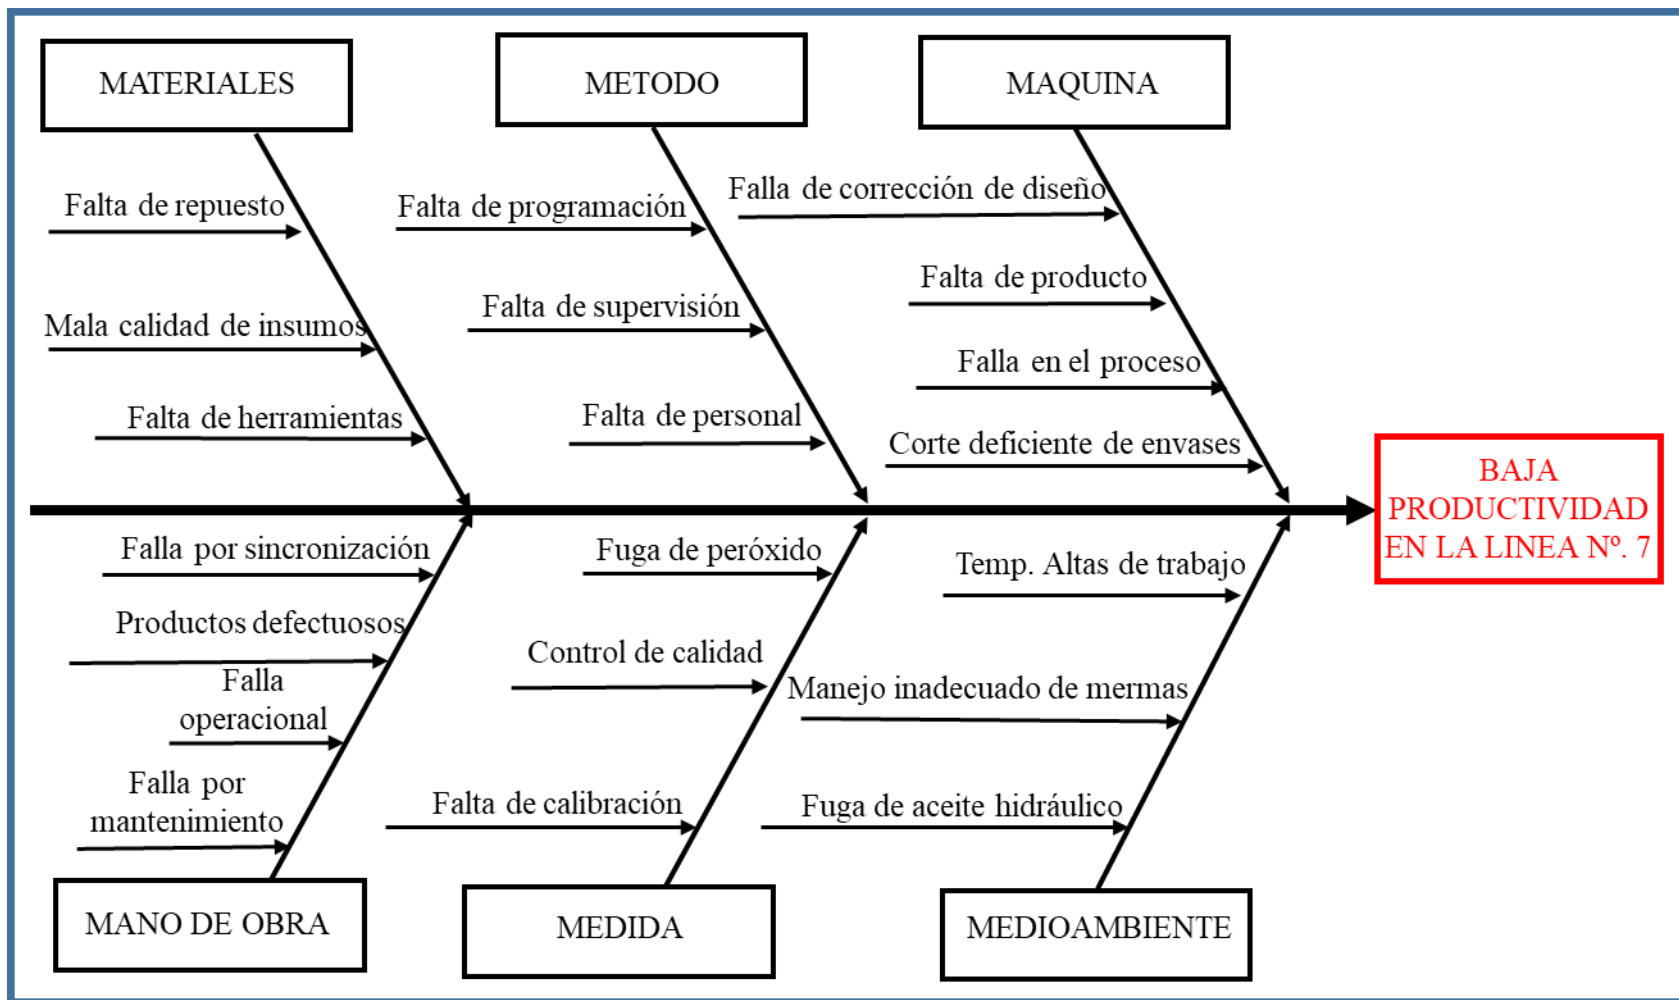 MATERIALES
METODO
MAQUINA
Falta de repuesto
Mala calidad de insumos
Falta de herramientas
Falta de programación
Falta de supervisión
Falta de personal
Falla de corrección de diseño
Falta de producto
Falla en el proceso
Corte deficiente de envases
BAJA
PRODUCTIVIDAD
EN LA LINEA Nº. 7
Falla por sincronización
Productos defectuosos
Falla
operacional
Falla por
mantenimiento
Fuga de peróxido
Control de calidad
Falta de calibración
Temp. Altas de trabajo
Manejo inadecuado de mermas
Fuga de aceite hidráulico
MANO DE OBRA
MEDIDA
MEDIOAMBIENTE